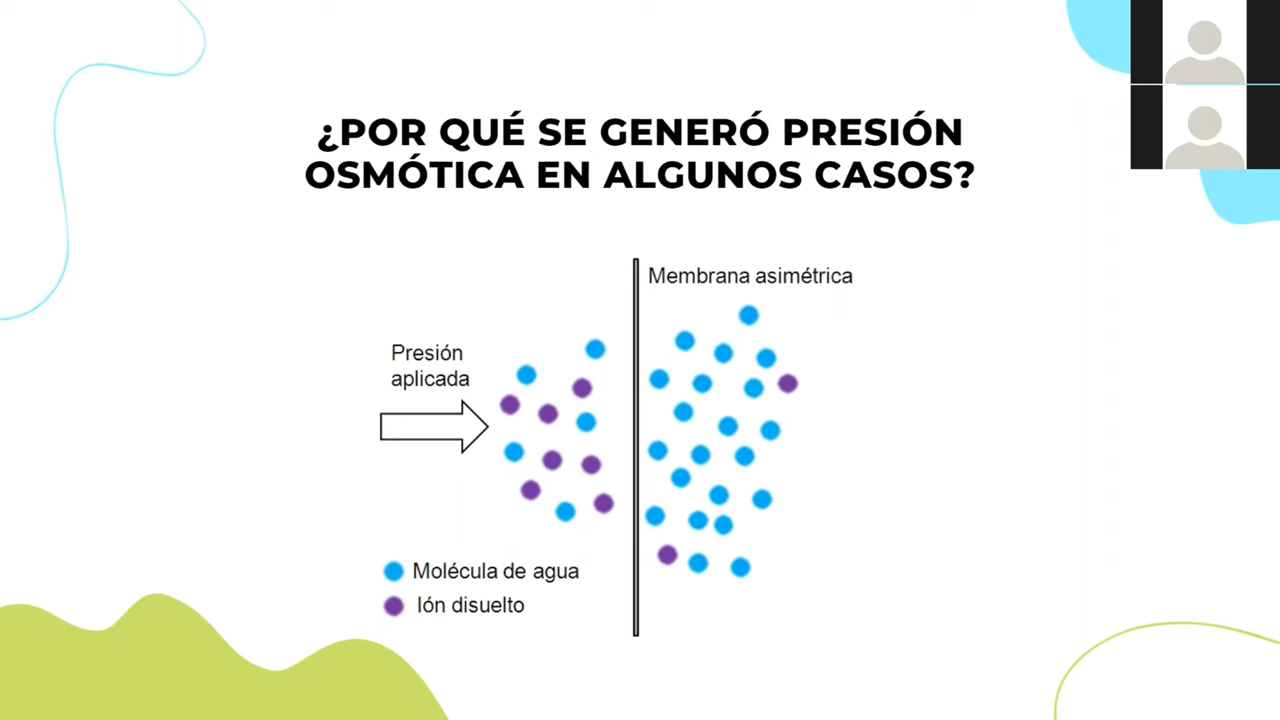 ¿POR QUÉ SE GENERÓ PRESIÓN
OSMÓTICA EN ALGUNOS CASOS?
Membrana asimétrica
Presión
aplicada
Molécula de agua
Ión disuelto